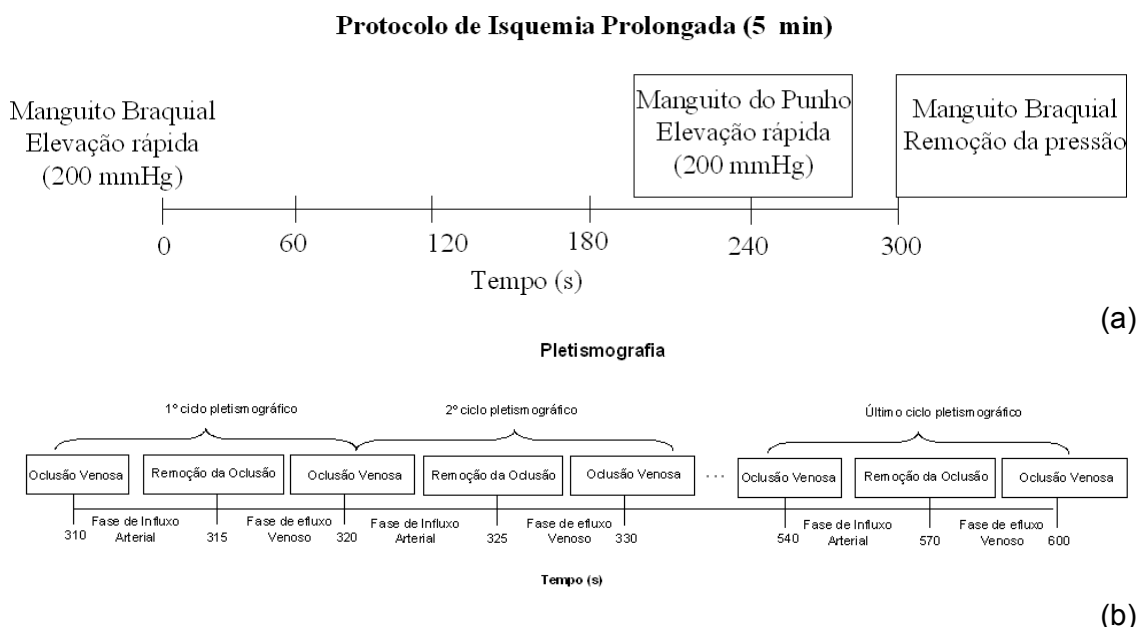 Protocolo de Isquemia Prolongada (5 min)
Manguito Braquial
Elevação rápida
(200 mmHg)
Manguito do Punho
Elevação rápida
(200 mmHg)
Manguito Braquial
Remoção da pressão
0 60 120 180 240 300
Tempo (s)
(a)
Pletismografia
1º ciclo pletismográfico 2º ciclo pletismográfico Último ciclo pletismográfico
Oclusão Venosa Remoção da Oclusão Oclusão Venosa Remoção da Oclusão Oclusão Venosa ... Oclusão Venosa Remoção da Oclusão Oclusão Venosa
Fase de Influxo Fase de efluxo Fase de Influxo Fase de efluxo Fase de Influxo Fase de efluxo
310 Arterial 315 Venoso 320 Arterial 325 Venoso 330 540 Arterial 570 Venoso 600
Tempo (s)
(b)